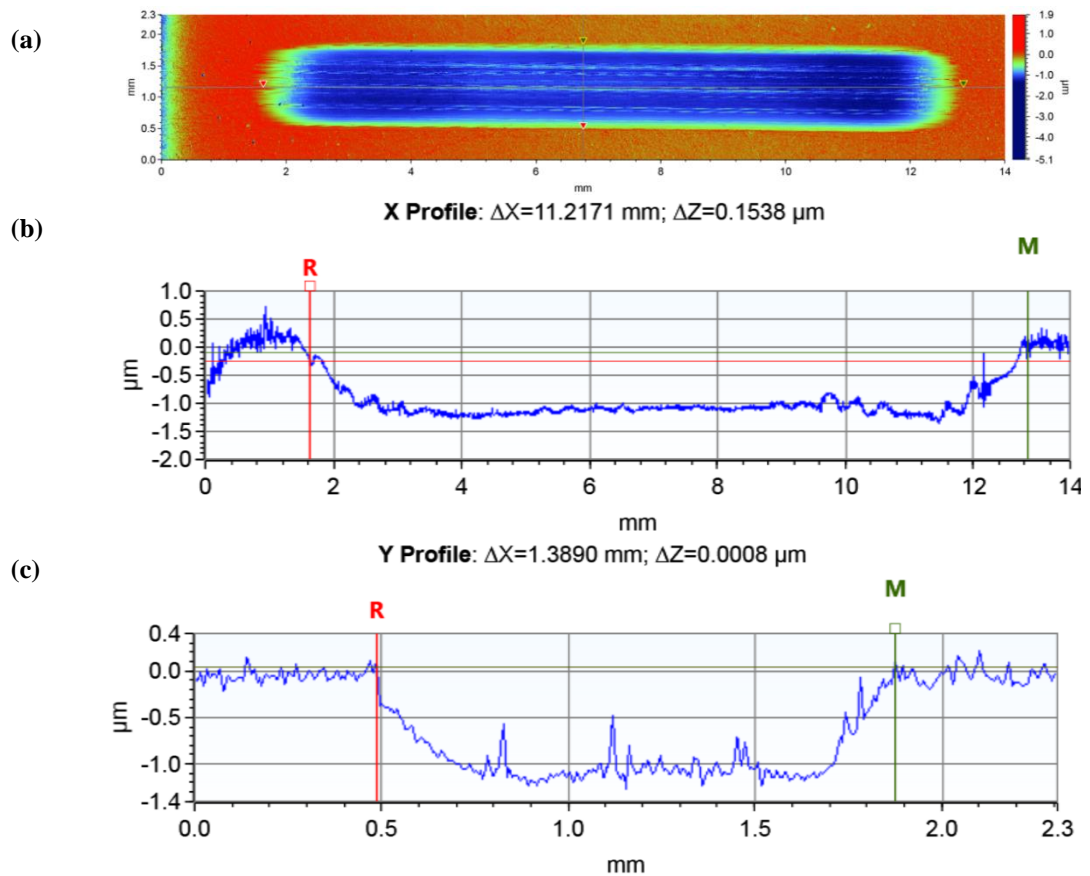 (a)
2.3
2.0
1.5
1.0
0.5
0.0
mm
0 2 4 6 8 10 12 14
mm
1.9
0.0
-1.0
-2.0
-3.0
-4.0
-5.1
µm
X Profile: ΔX=11.2171 mm; ΔZ=0.1538 µm
(b)
R
M
1.0
0.5
0.0
-0.5
-1.0
-1.5
-2.0
µm
0 2 4 6 8 10 12 14
mm
Y Profile: ΔX=1.3890 mm; ΔZ=0.0008 µm
(c)
R
M
0.4
0.0
-0.5
-1.0
-1.4
µm
0.0 0.5 1.0 1.5 2.0 2.3
mm